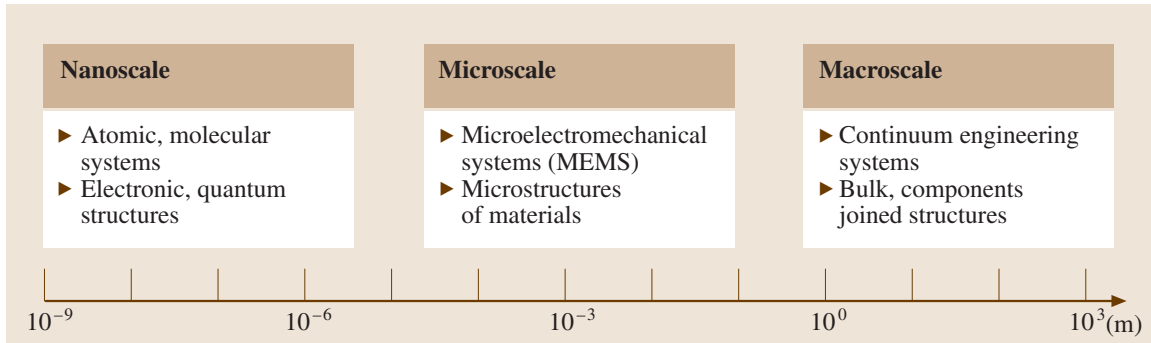 Nanoscale
► Atomic, molecular
systems
► Electronic, quantum
structures
Microscale
► Microelectromechanical
systems (MEMS)
► Microstructures
of materials
Macroscale
► Continuum engineering
systems
► Bulk, components
joined structures
10⁻⁹ 10⁻⁶ 10⁻³ 10⁰ 10³(m)